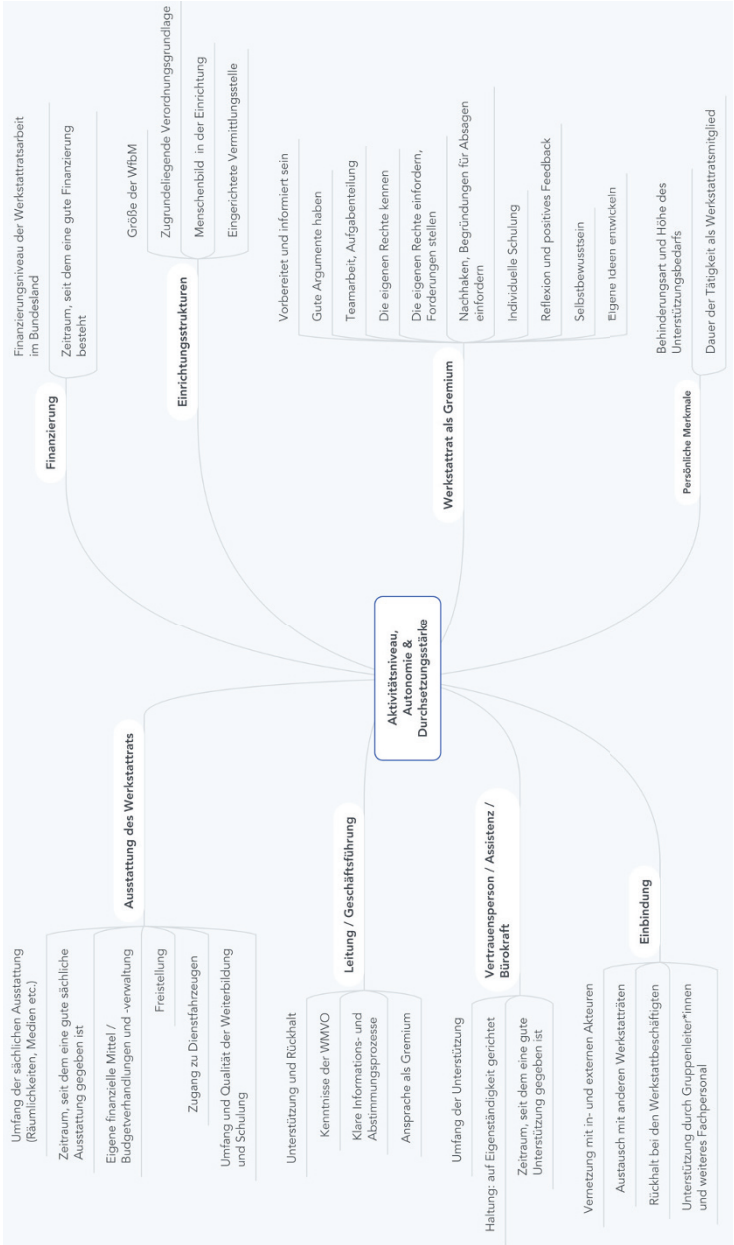 Aktivitätsniveau,
Autonomie &
Durchsetzungsstärke
Ausstattung des Werkstattrats
Umfang der sächlichen Ausstattung
(Räumlichkeiten, Medien etc.)
Zeitraum, seit dem eine gute sächliche
Ausstattung gegeben ist
Eigene finanzielle Mittel /
Budgetverhandlungen und -verwaltung
Freistellung
Zugang zu Dienstfahrzeugen
Umfang und Qualität der Weiterbildung
und Schulung
Leitung / Geschäftsführung
Unterstützung und Rückhalt
Kenntnisse der WMVO
Klare Informations- und
Abstimmungsprozesse
Ansprache als Gremium
Vertrauensperson / Assistenz /
Bürokraft
Umfang der Unterstützung
Haltung: auf Eigenständigkeit gerichtet
Zeitraum, seit dem eine gute
Unterstützung gegeben ist
Einbindung
Vernetzung mit in- und externen Akteuren
Austausch mit anderen Werkstatträten
Rückhalt bei den Werkstattbeschäftigten
Unterstützung durch Gruppenleiter*innen
und weiteres Fachpersonal
Finanzierung
Finanzierungsniveau der Werkstattratsarbeit
im Bundesland
Zeitraum, seit dem eine gute Finanzierung
besteht
Einrichtungsstrukturen
Größe der WfbM
Zugrundeliegende Verordnungsgrundlage
Menschenbild in der Einrichtung
Eingerichtete Vermittlungsstelle
Werkstattrat als Gremium
Vorbereitet und informiert sein
Gute Argumente haben
Teamarbeit, Aufgabenteilung
Die eigenen Rechte kennen
Die eigenen Rechte einfordern,
Forderungen stellen
Nachhaken, Begründungen für Absagen
einfordern
Individuelle Schulung
Reflexion und positives Feedback
Selbstbewusstsein
Eigene Ideen entwickeln
Persönliche Merkmale
Behinderungsart und Höhe des
Unterstützungsbedarfs
Dauer der Tätigkeit als Werkstattratsmitglied